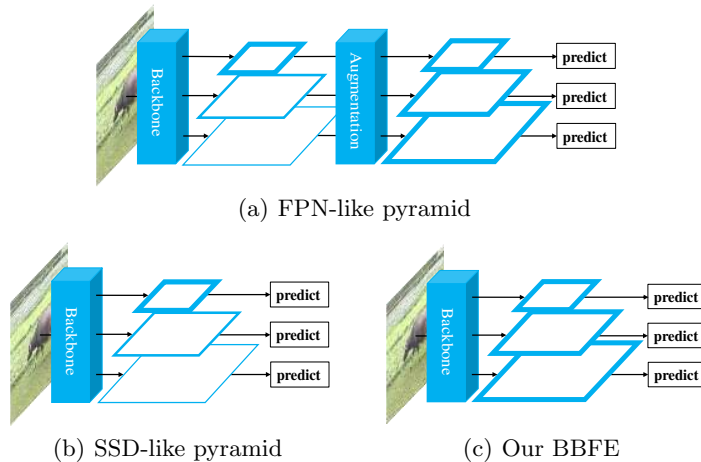 Backbone
Augmentation
predict
predict
predict
(a) FPN-like pyramid
Backbone
predict
predict
predict
(b) SSD-like pyramid
Backbone
predict
predict
predict
(c) Our BBFE